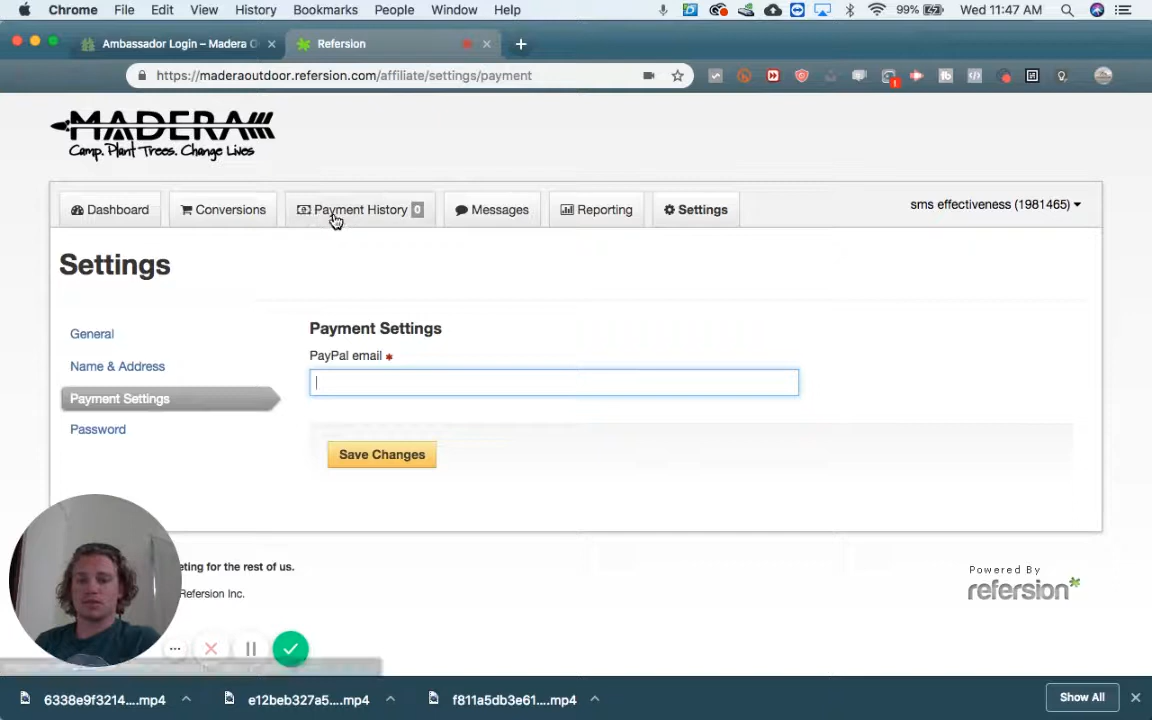 Chrome File Edit View History Bookmarks People Window Help 99% Wed 11:47 AM
Ambassador Login – Madera O Refersion
https://maderaoutdoor.refersion.com/affiliate/settings/payment
MADERA
Camp. Plant Trees. Change Lives
Dashboard Conversions Payment History 0 Messages Reporting Settings sms effectiveness (1981465)
Settings
General
Name & Address
Payment Settings
Password
Payment Settings
PayPal email *
Save Changes
eting for the rest of us.
Refersion Inc.
Powered By
refersion
6338e9f3214....mp4 e12beb327a5....mp4 f811a5db3e61....mp4 Show All